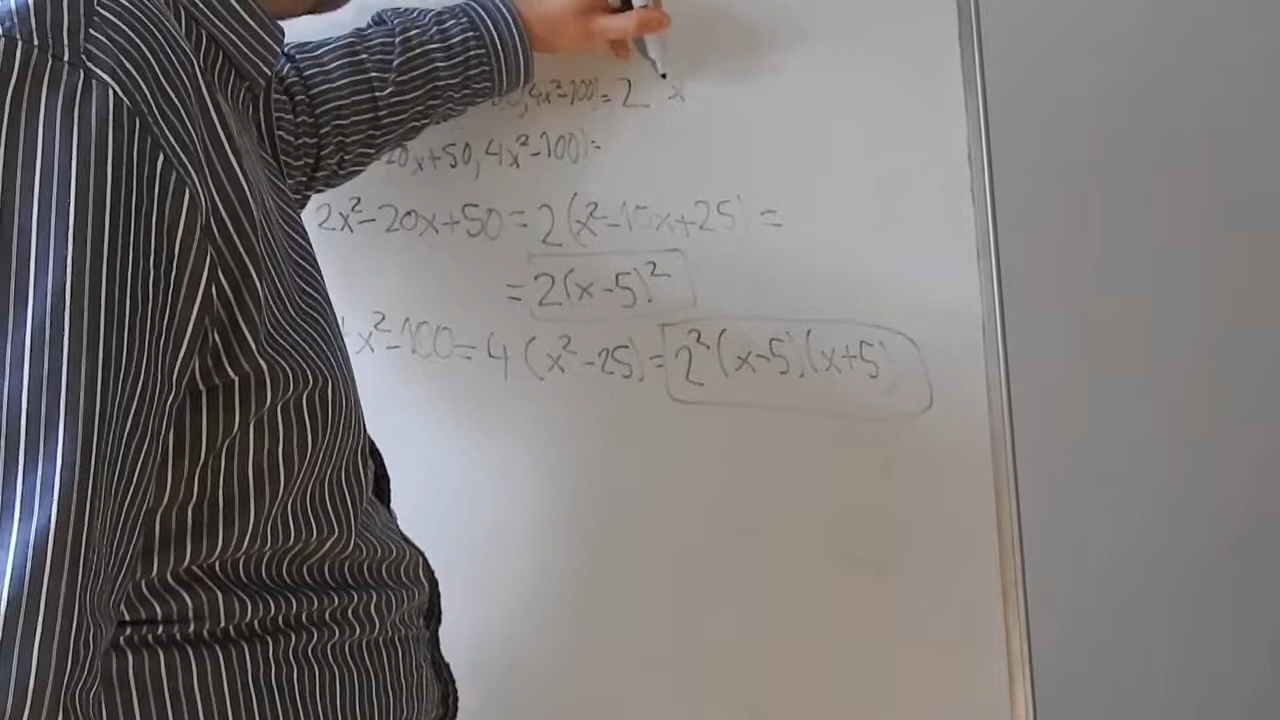 ,4x²-100)=2 x
20x+50,4x²-100)=
2x²-20x+50=2(x²-10x+25)=
=2(x-5)²
x²-100=4(x²-25)=2²(x-5)(x+5)